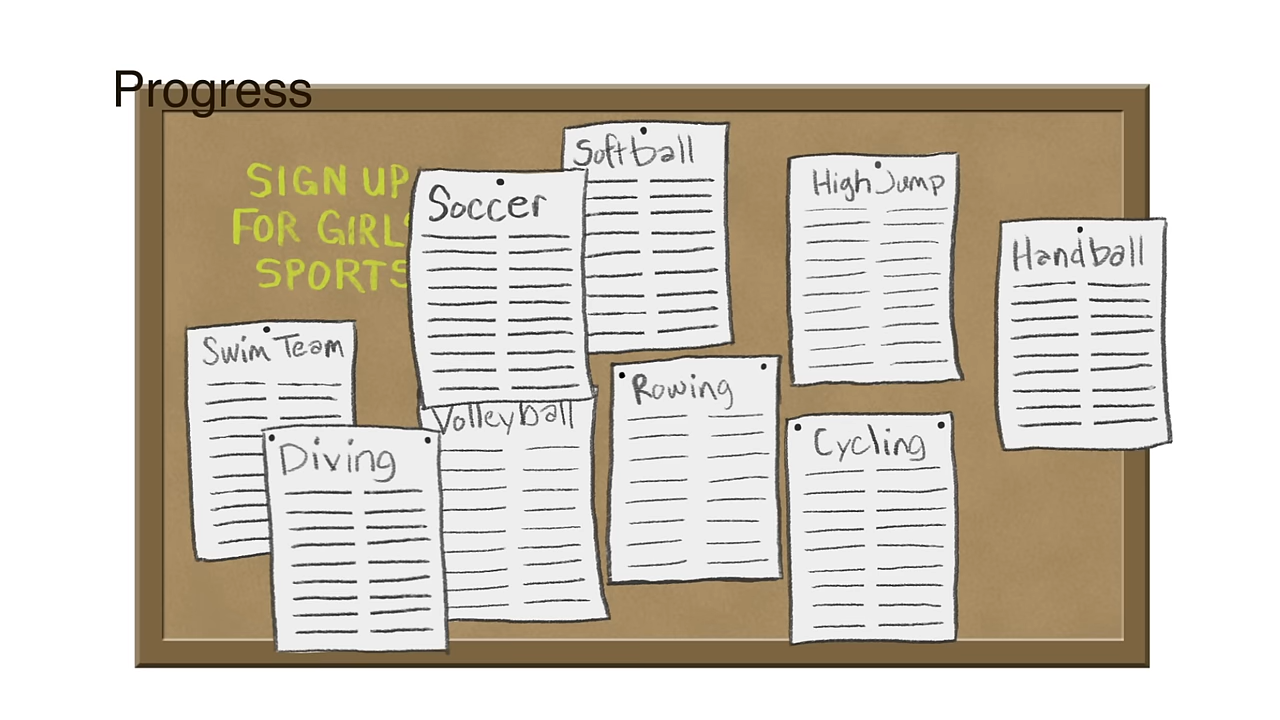 Progress
SIGN UP
FOR GIRLS
SPORTS
Softball
Soccer
High Jump
Handball
Swim Team
Volleyball
Rowing
Diving
Cycling